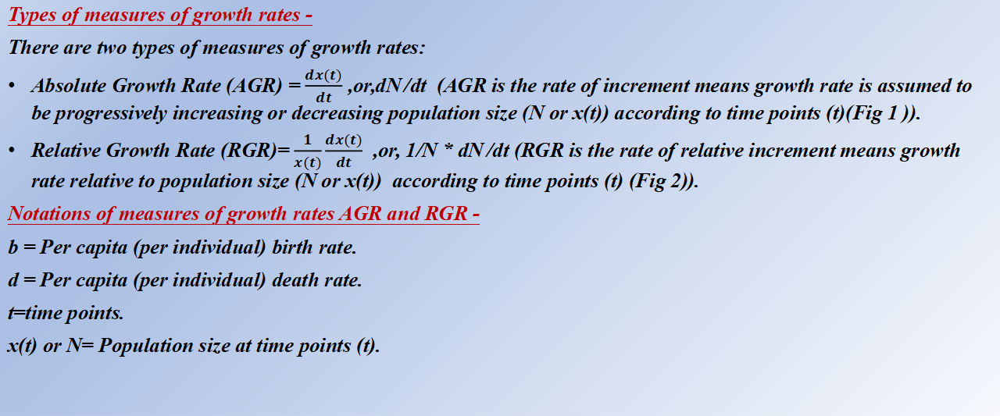 Types of measures of growth rates -
There are two types of measures of growth rates:
• Absolute Growth Rate (AGR) = dx(t)/dt ,or,dN/dt (AGR is the rate of increment means growth rate is assumed to
be progressively increasing or decreasing population size (N or x(t)) according to time points (t)(Fig 1 )).
• Relative Growth Rate (RGR)= 1/x(t) dx(t)/dt ,or, 1/N * dN/dt (RGR is the rate of relative increment means growth
rate relative to population size (N or x(t)) according to time points (t) (Fig 2)).
Notations of measures of growth rates AGR and RGR -
b = Per capita (per individual) birth rate.
d = Per capita (per individual) death rate.
t=time points.
x(t) or N= Population size at time points (t).